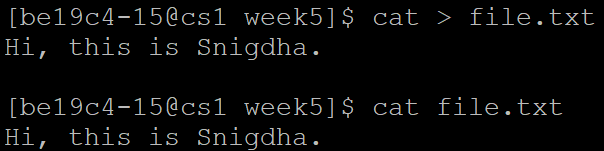 [be19c4-15@cs1 week5]$ cat > file.txt
Hi, this is Snigdha.
[be19c4-15@cs1 week5]$ cat file.txt
Hi, this is Snigdha.